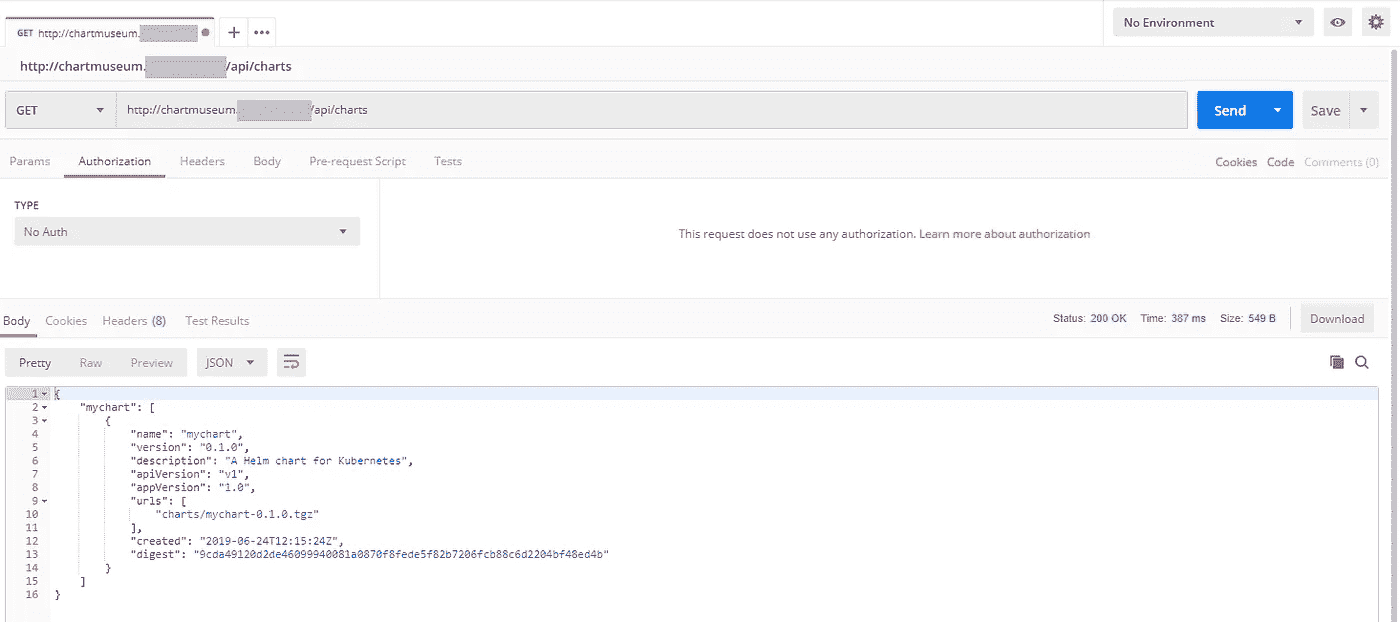 GET http://chartmuseum.
No Environment
http://chartmuseum. /api/charts
GET http://chartmuseum. /api/charts Send Save
Params Authorization Headers Body Pre-request Script Tests Cookies Code Comments (0)
TYPE
No Auth
This request does not use any authorization. Learn more about authorization
Body Cookies Headers (8) Test Results Status: 200 OK Time: 387 ms Size: 549 B Download
Pretty Raw Preview JSON
1 {
2 "mychart": [
3 {
4 "name": "mychart",
5 "version": "0.1.0",
6 "description": "A Helm chart for Kubernetes",
7 "apiVersion": "v1",
8 "appVersion": "1.0",
9 "urls": [
10 "charts/mychart-0.1.0.tgz"
11 ],
12 "created": "2019-06-24T12:15:24Z",
13 "digest": "9cda49120d2de46099940081a0870f8fede5f82b7206fcb88c6d2204bf48ed4b"
14 }
15 ]
16 }